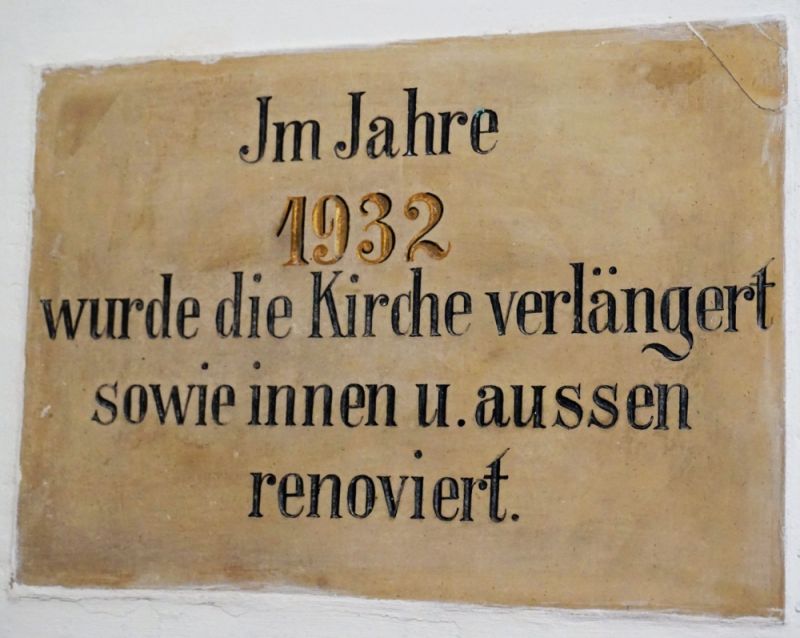 Jm Jahre
1932
wurde die Kirche verlängert
sowie innen u. aussen
renoviert.